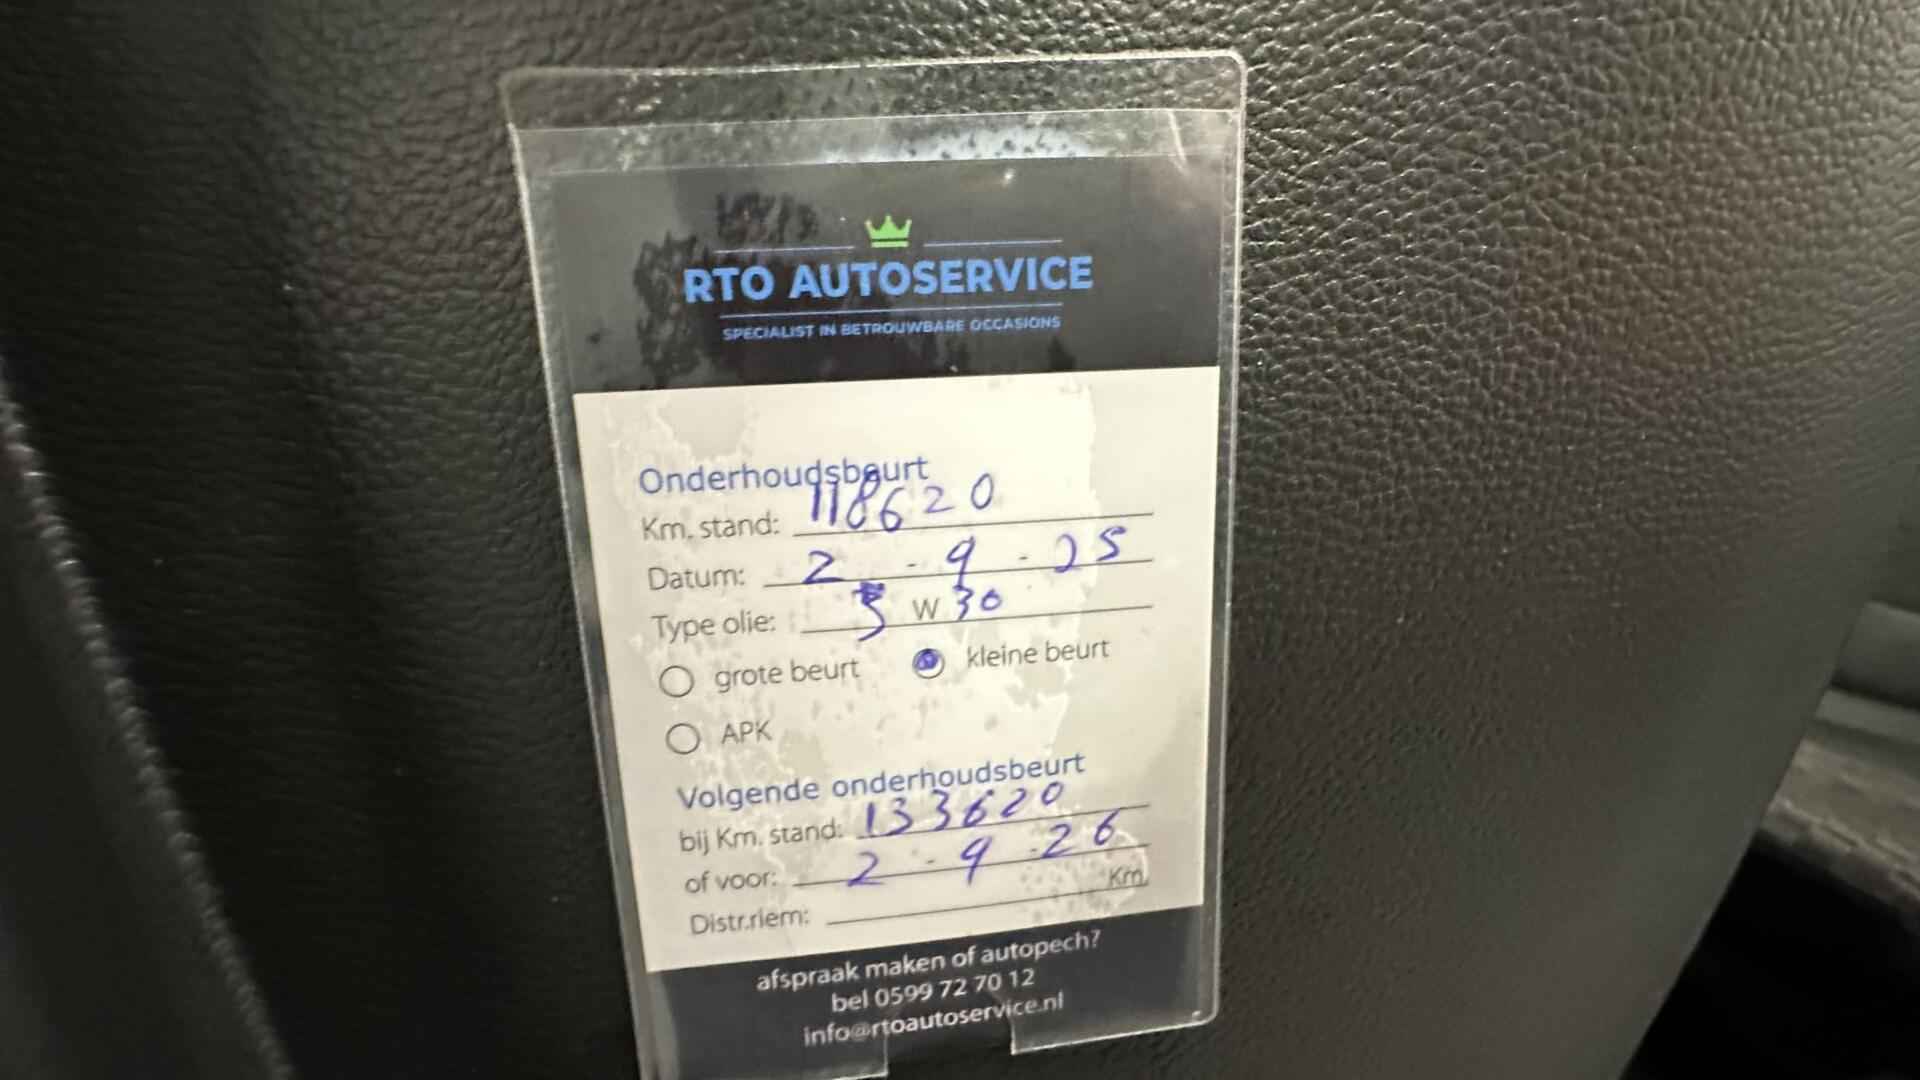 RTO AUTOSERVICE
SPECIALIST IN BETROUWBARE OCCASIONS
Onderhoudsbeurt
Km. stand: 118620
Datum: 2 - 9 - 25
Type olie: 5 W 30
grote beurt kleine beurt
APK
Volgende onderhoudsbeurt
bij Km. stand: 133620
of voor: 2 - 9 - 26
Distr.riem: Km.
afspraak maken of autopech?
bel 0599 72 70 12
info@rtoautoservice.nl